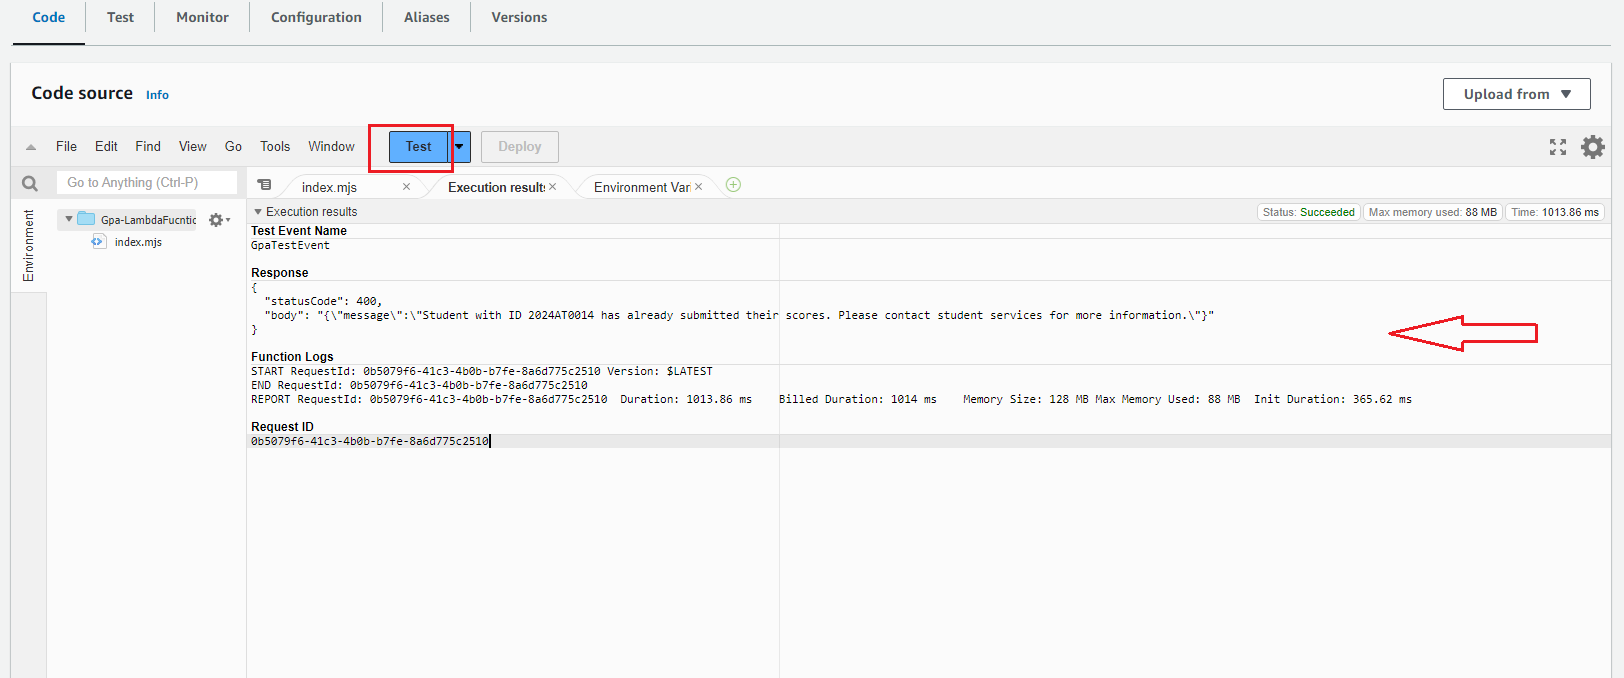 Code Test Monitor Configuration Aliases Versions
Code source Info
Upload from
File Edit Find View Go Tools Window Test Deploy
Go to Anything (Ctrl-P)
index.mjs Execution results Environment Vari
Environment
Gpa-LambdaFucntic
index.mjs
Execution results
Status: Succeeded Max memory used: 88 MB Time: 1013.86 ms
Test Event Name
GpaTestEvent
Response
{
"statusCode": 400,
"body": "{\"message\":\"Student with ID 2024AT0014 has already submitted their scores. Please contact student services for more information.\"}"
}
Function Logs
START RequestId: 0b5079f6-41c3-4b0b-b7fe-8a6d775c2510 Version: $LATEST
END RequestId: 0b5079f6-41c3-4b0b-b7fe-8a6d775c2510
REPORT RequestId: 0b5079f6-41c3-4b0b-b7fe-8a6d775c2510 Duration: 1013.86 ms Billed Duration: 1014 ms Memory Size: 128 MB Max Memory Used: 88 MB Init Duration: 365.62 ms
Request ID
0b5079f6-41c3-4b0b-b7fe-8a6d775c2510